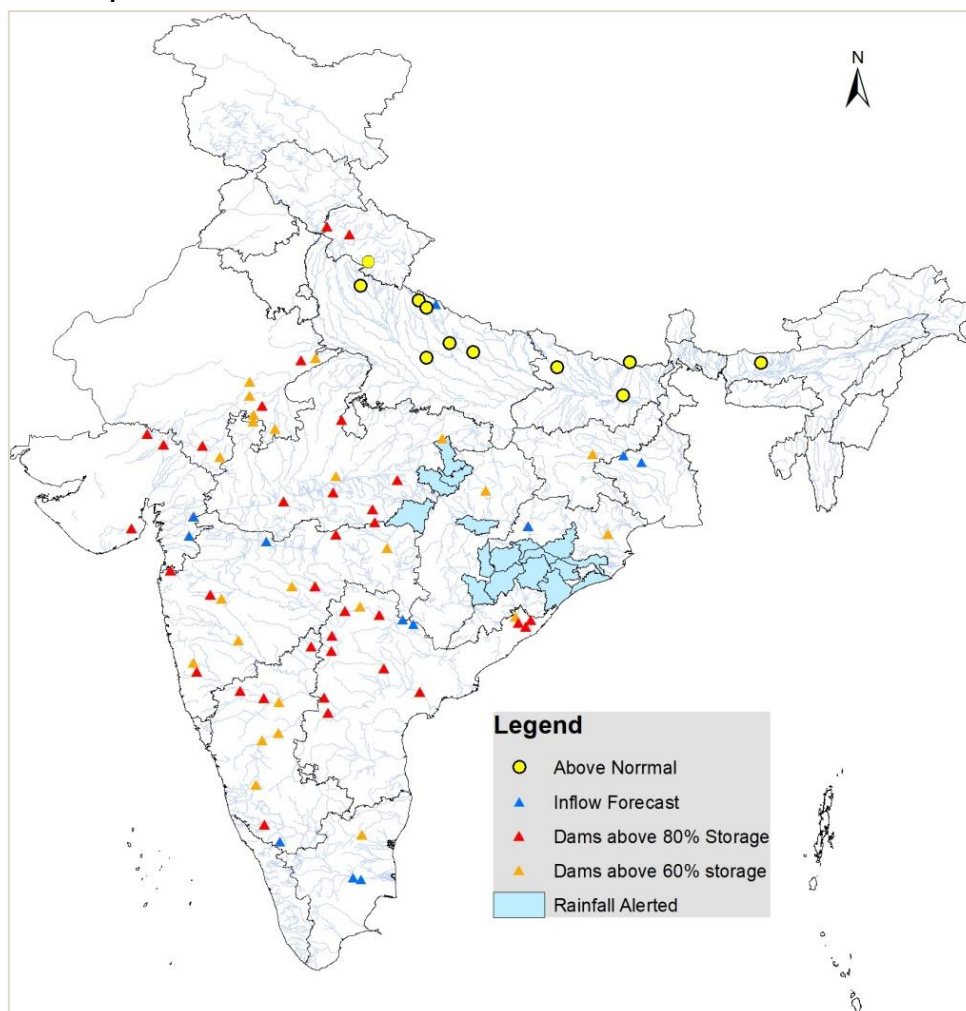 N
Legend
Above Norrmal
Inflow Forecast
Dams above 80% Storage
Dams above 60% storage
Rainfall Alerted